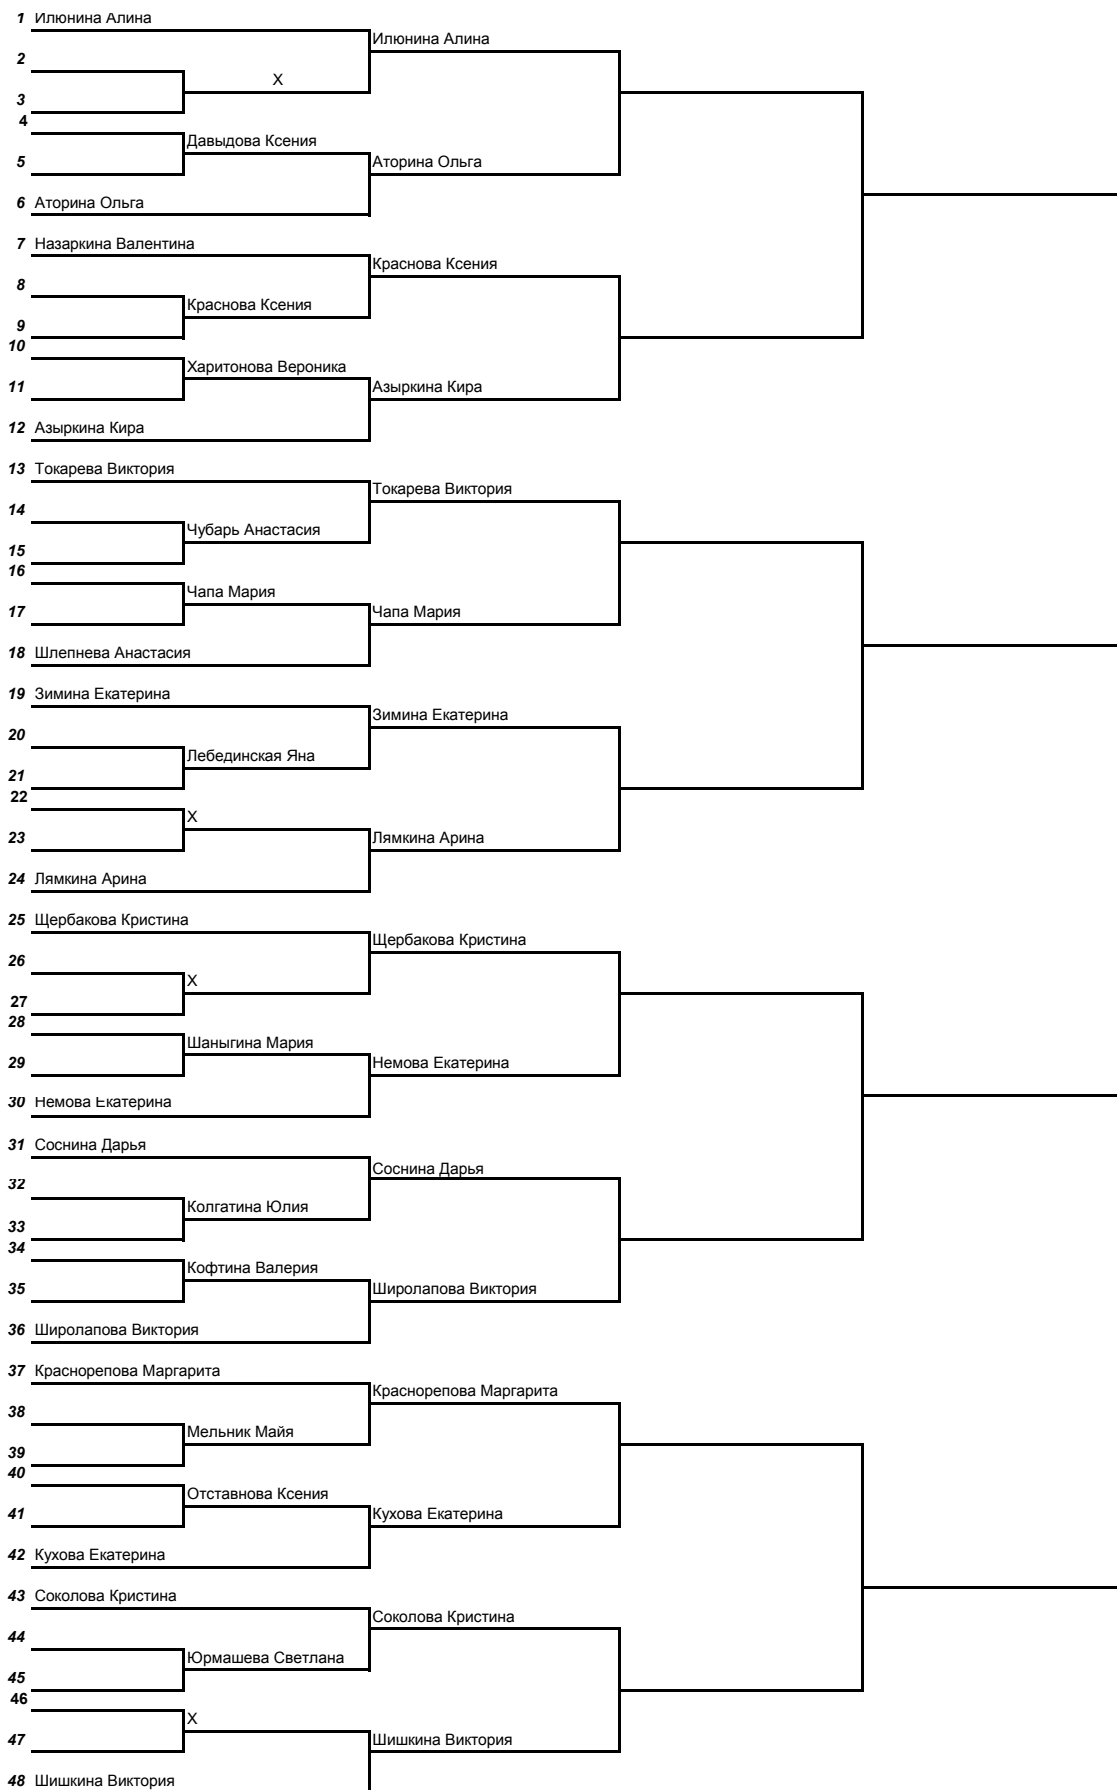 1 Илюнина Алина
Илюнина Алина
2
X
3
4
Давыдова Ксения
5
Аторина Ольга
6 Аторина Ольга
7 Назаркина Валентина
Краснова Ксения
8
Краснова Ксения
9
10
Харитонова Вероника
11
Азыркина Кира
12 Азыркина Кира
13 Токарева Виктория
Токарева Виктория
14
Чубарь Анастасия
15
16
Чапа Мария
17
Чапа Мария
18 Шлепнева Анастасия
19 Зимина Екатерина
Зимина Екатерина
20
Лебединская Яна
21
22
X
23
Лямкина Арина
24 Лямкина Арина
25 Щербакова Кристина
Щербакова Кристина
26
X
27
28
Шаныгина Мария
29
Немова Екатерина
30 Немова Екатерина
31 Соснина Дарья
Соснина Дарья
32
Колгатина Юлия
33
34
Кофтина Валерия
35
Широлапова Виктория
36 Широлапова Виктория
37 Краснорепова Маргарита
Краснорепова Маргарита
38
Мельник Майя
39
40
Отставнова Ксения
41
Кухова Екатерина
42 Кухова Екатерина
43 Соколова Кристина
Соколова Кристина
44
Юрмашева Светлана
45
46
X
47
Шишкина Виктория
48 Шишкина Виктория